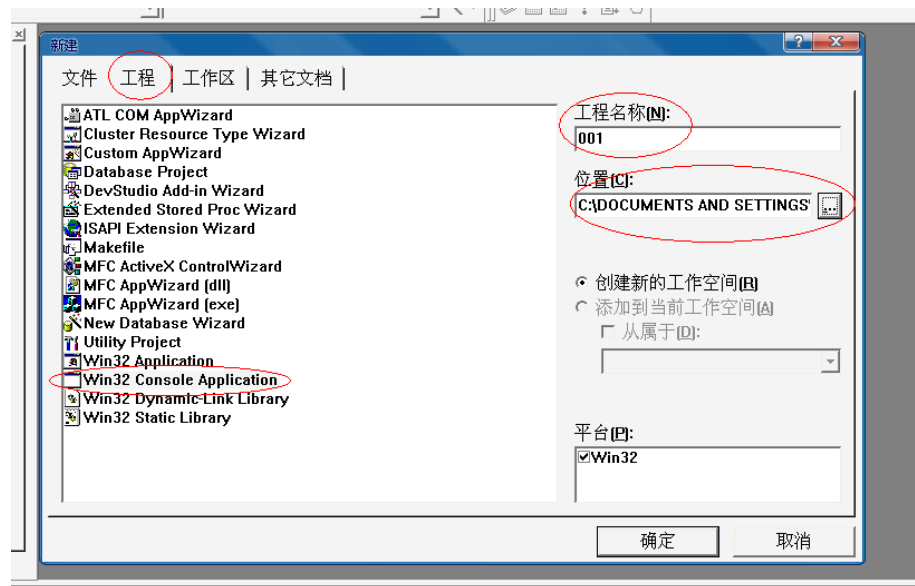 新建
文件 工程 工作区 其它文档
ATL COM AppWizard
Cluster Resource Type Wizard
Custom AppWizard
Database Project
DevStudio Add-in Wizard
Extended Stored Proc Wizard
ISAPI Extension Wizard
Makefile
MFC ActiveX ControlWizard
MFC AppWizard (dll)
MFC AppWizard (exe)
New Database Wizard
Utility Project
Win32 Application
Win32 Console Application
Win32 Dynamic-Link Library
Win32 Static Library
工程名称(N):
001
位置(C):
C:\DOCUMENTS AND SETTINGS\
...
创建新的工作空间(R)
添加到当前工作空间(A)
从属于(D):
平台(P):
Win32
确定 取消